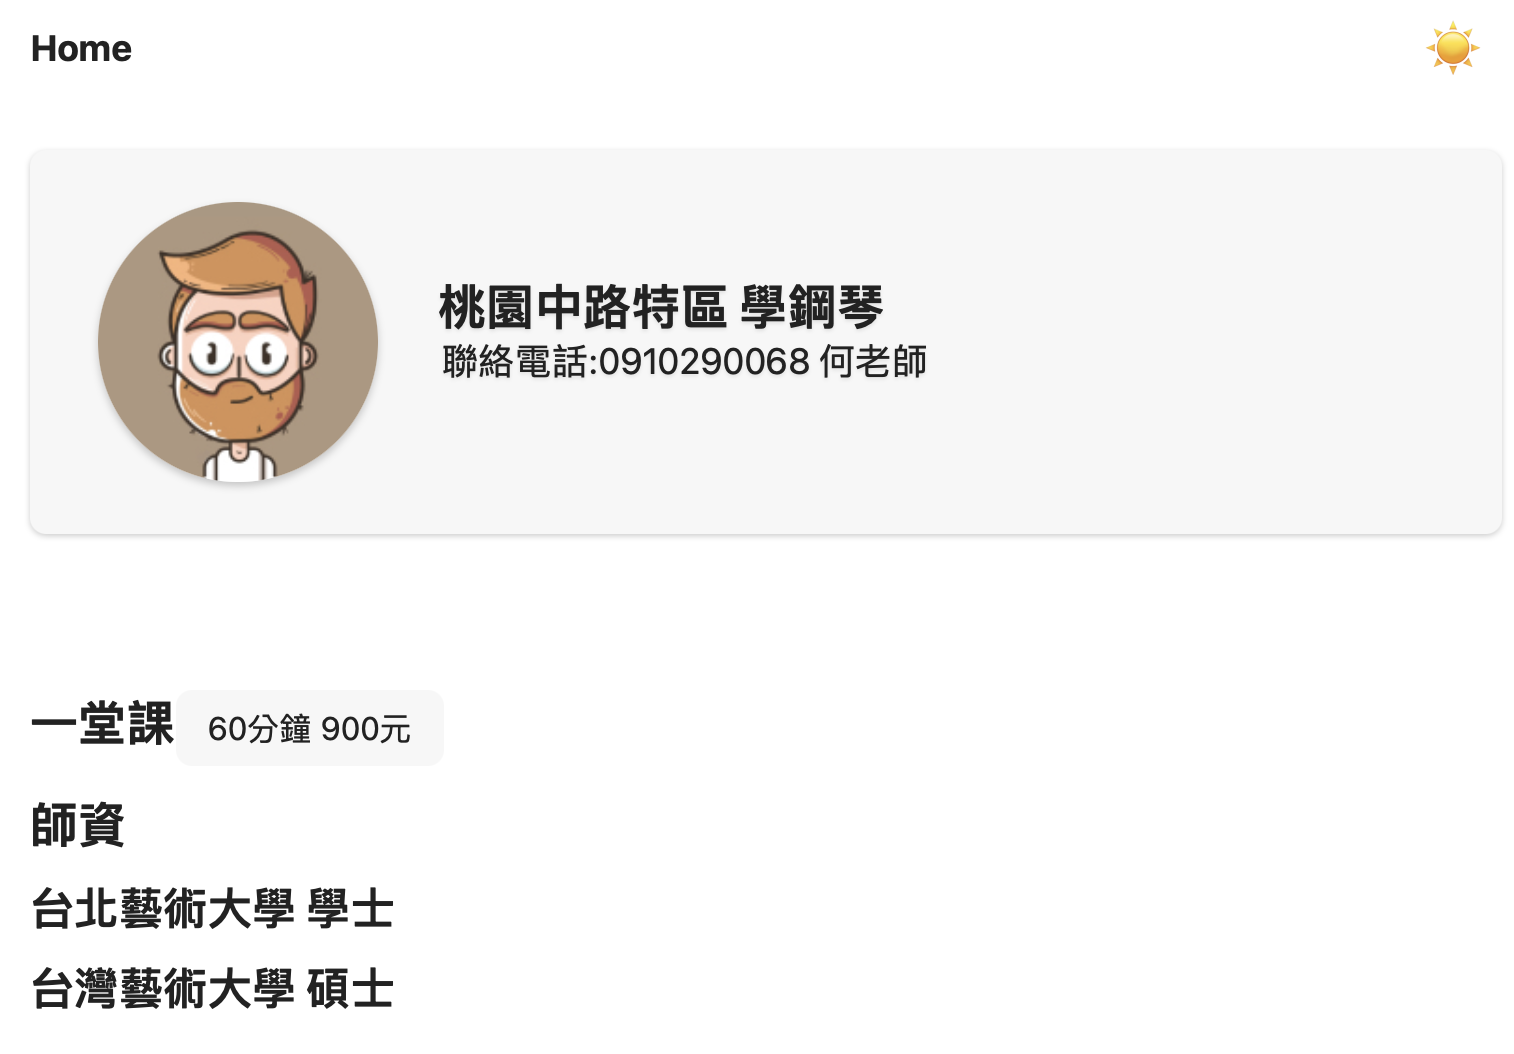 Home
桃園中路特區 學鋼琴
聯絡電話:0910290068 何老師
一堂課 60分鐘 900元
師資
台北藝術大學 學士
台灣藝術大學 碩士